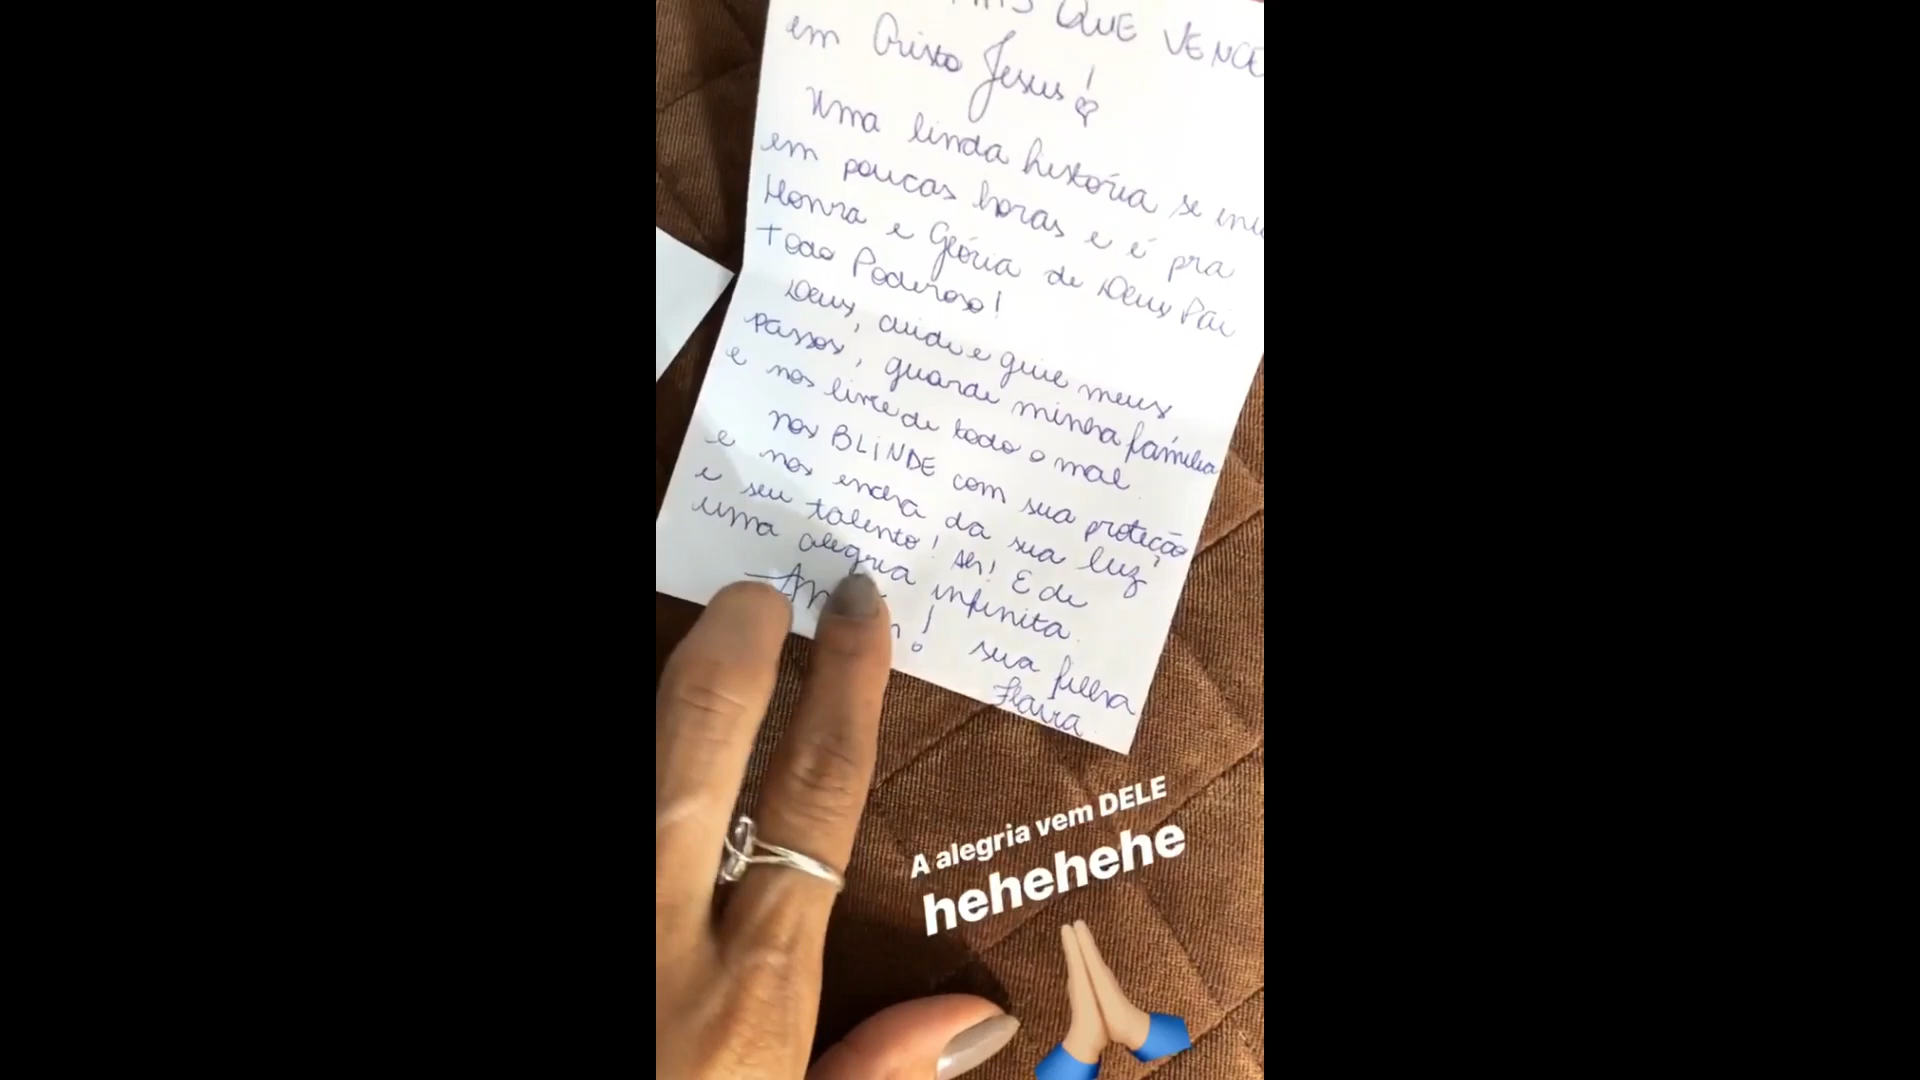 QUE VENCE
em Cristo Jesus!
Uma linda história se
em poucas horas e é pra
Honra e Glória de Deus Pai
todo Poderoso!
Deus, cuide e guie meus
passos, guarde minha família
e nos livre de todo o mal.
nos BLiNDE com sua proteção
e nos encha da sua luz
e seu talento! Ah! E de
uma alegria infinita.
sua filha
Flavia.
A alegria vem DELE
hehehehe